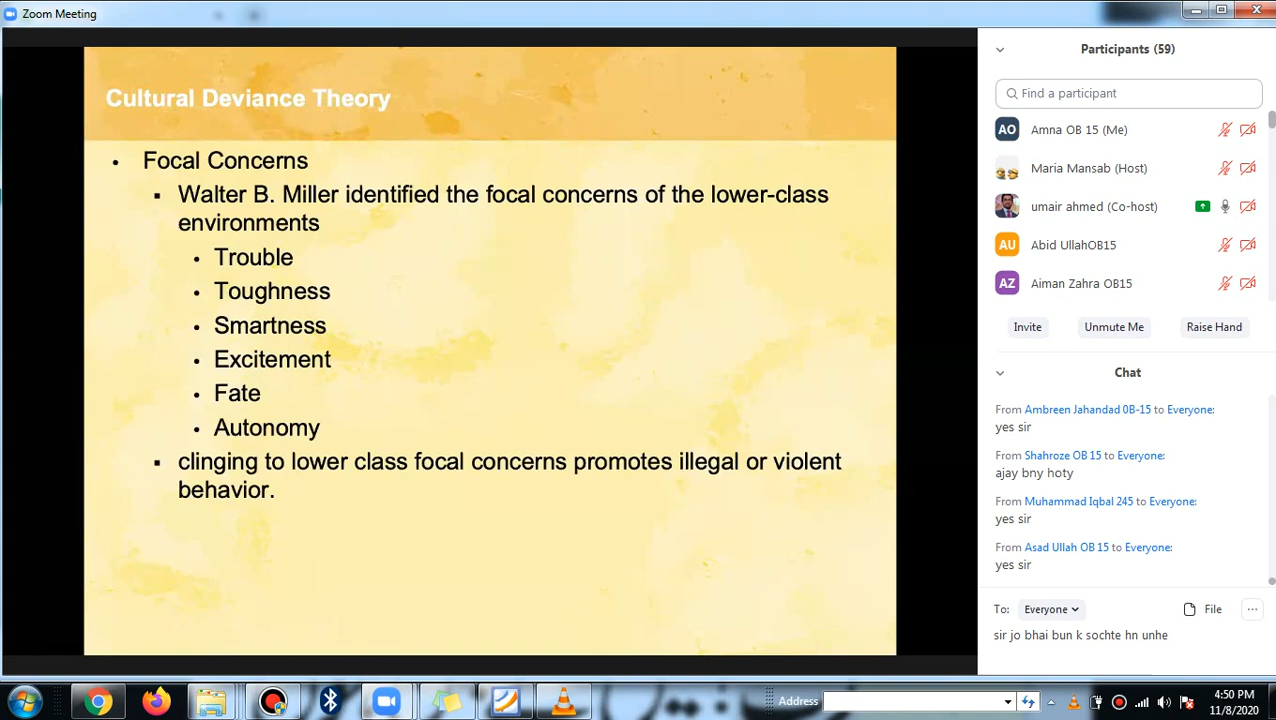 Zoom Meeting
Cultural Deviance Theory
• Focal Concerns
▪ Walter B. Miller identified the focal concerns of the lower-class
environments
• Trouble
• Toughness
• Smartness
• Excitement
• Fate
• Autonomy
▪ clinging to lower class focal concerns promotes illegal or violent
behavior.
Participants (59)
Find a participant
AO Amna OB 15 (Me)
Maria Mansab (Host)
umair ahmed (Co-host)
AU Abid UllahOB15
AZ Aiman Zahra OB15
Invite Unmute Me Raise Hand
Chat
From Ambreen Jahandad 0B-15 to Everyone:
yes sir
From Shahroze OB 15 to Everyone:
ajay bny hoty
From Muhammad Iqbal 245 to Everyone:
yes sir
From Asad Ullah OB 15 to Everyone:
yes sir
To: Everyone File
sir jo bhai bun k sochte hn unhe
Address
4:50 PM
11/8/2020